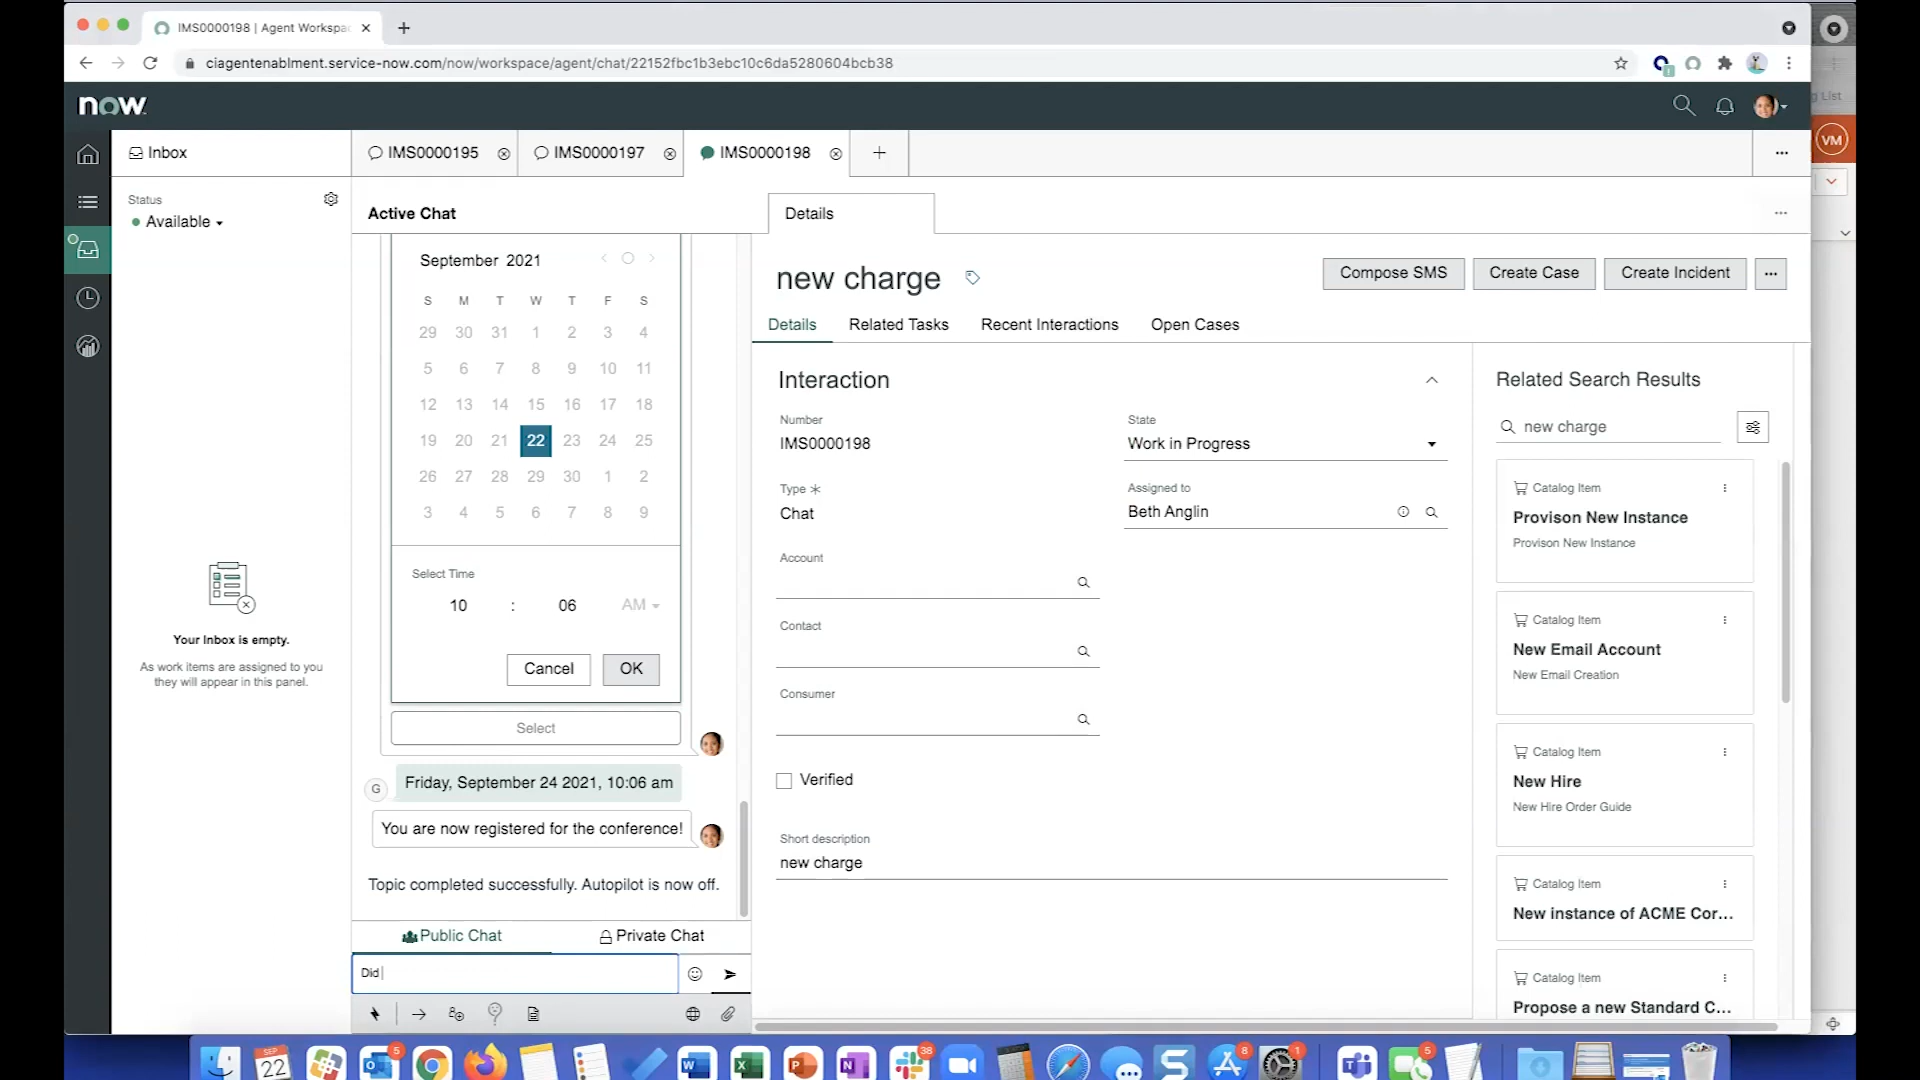 IMS0000198 | Agent Workspa
ciagentenablment.service-now.com/now/workspace/agent/chat/22152fbc1b3ebc10c6da5280604bcb38
now
g List
VM
Inbox
IMS0000195
IMS0000197
IMS0000198
Status
Available
Active Chat
Details
September 2021
S M T W T F S
29 30 31 1 2 3 4
5 6 7 8 9 10 11
12 13 14 15 16 17 18
19 20 21 22 23 24 25
26 27 28 29 30 1 2
3 4 5 6 7 8 9
Select Time
10 : 06 AM
Cancel
OK
Select
G
Friday, September 24 2021, 10:06 am
You are now registered for the conference!
Topic completed successfully. Autopilot is now off.
Public Chat
Private Chat
Did
Your Inbox is empty.
As work items are assigned to you
they will appear in this panel.
new charge
Compose SMS
Create Case
Create Incident
Details
Related Tasks
Recent Interactions
Open Cases
Interaction
Number
IMS0000198
State
Work in Progress
Type
Chat
Assigned to
Beth Anglin
Account
Contact
Consumer
Verified
Short description
new charge
Related Search Results
new charge
Catalog Item
Provison New Instance
Provison New Instance
Catalog Item
New Email Account
New Email Creation
Catalog Item
New Hire
New Hire Order Guide
Catalog Item
New instance of ACME Cor...
Catalog Item
Propose a new Standard C...
SEP
22
5
38
8
1
5